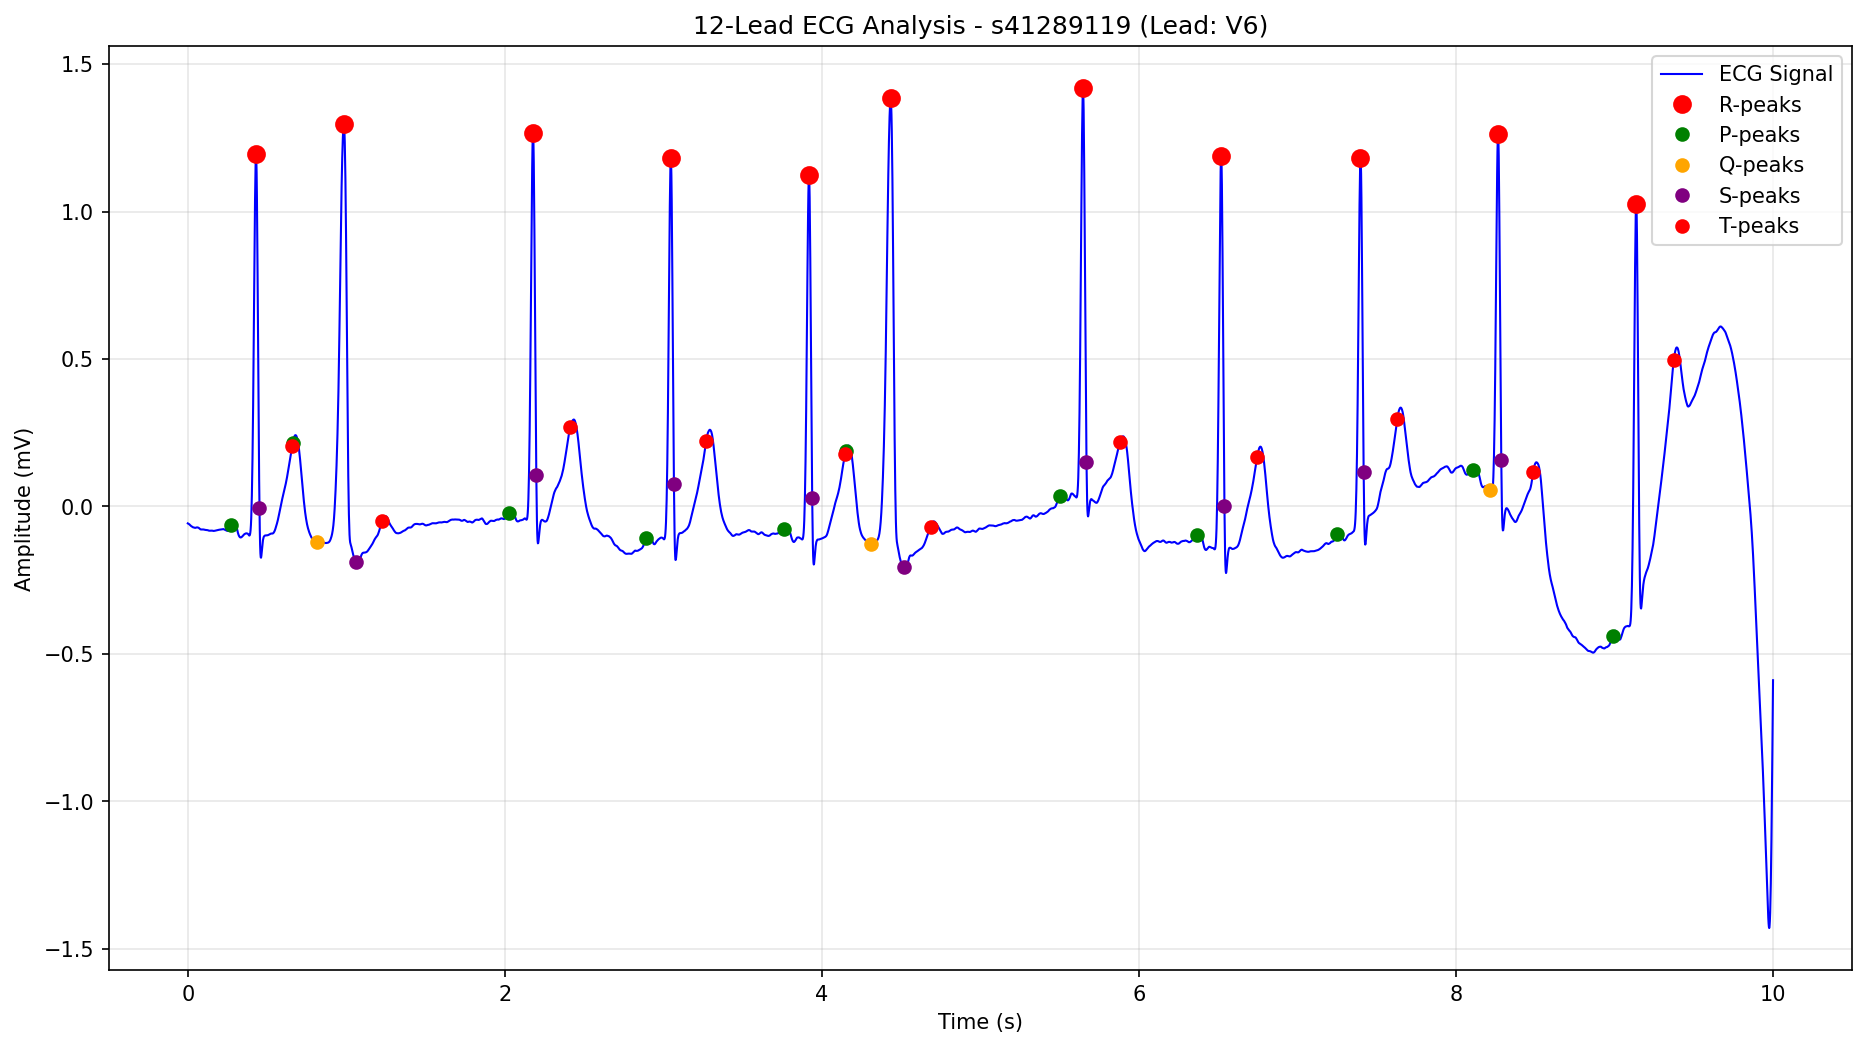 12-Lead ECG Analysis - s41289119 (Lead: V6)
ECG Signal
R-peaks
P-peaks
Q-peaks
S-peaks
T-peaks
Amplitude (mV)
1.5
1.0
0.5
0.0
−0.5
−1.0
−1.5
0 2 4 6 8 10
Time (s)